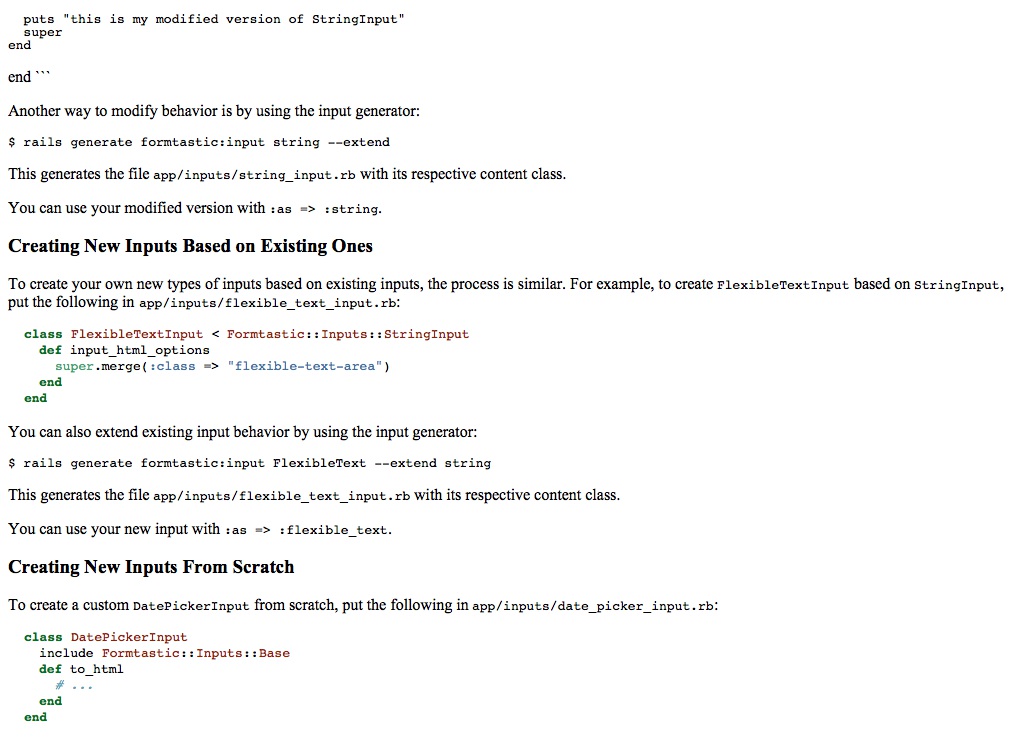 puts "this is my modified version of StringInput"
super
end
end ```
Another way to modify behavior is by using the input generator:
$ rails generate formtastic:input string --extend
This generates the file app/inputs/string_input.rb with its respective content class.
You can use your modified version with :as => :string.
Creating New Inputs Based on Existing Ones
To create your own new types of inputs based on existing inputs, the process is similar. For example, to create FlexibleTextInput based on StringInput,
put the following in app/inputs/flexible_text_input.rb:
class FlexibleTextInput < Formtastic::Inputs::StringInput
def input_html_options
super.merge(:class => "flexible-text-area")
end
end
You can also extend existing input behavior by using the input generator:
$ rails generate formtastic:input FlexibleText --extend string
This generates the file app/inputs/flexible_text_input.rb with its respective content class.
You can use your new input with :as => :flexible_text.
Creating New Inputs From Scratch
To create a custom DatePickerInput from scratch, put the following in app/inputs/date_picker_input.rb:
class DatePickerInput
include Formtastic::Inputs::Base
def to_html
# ...
end
end